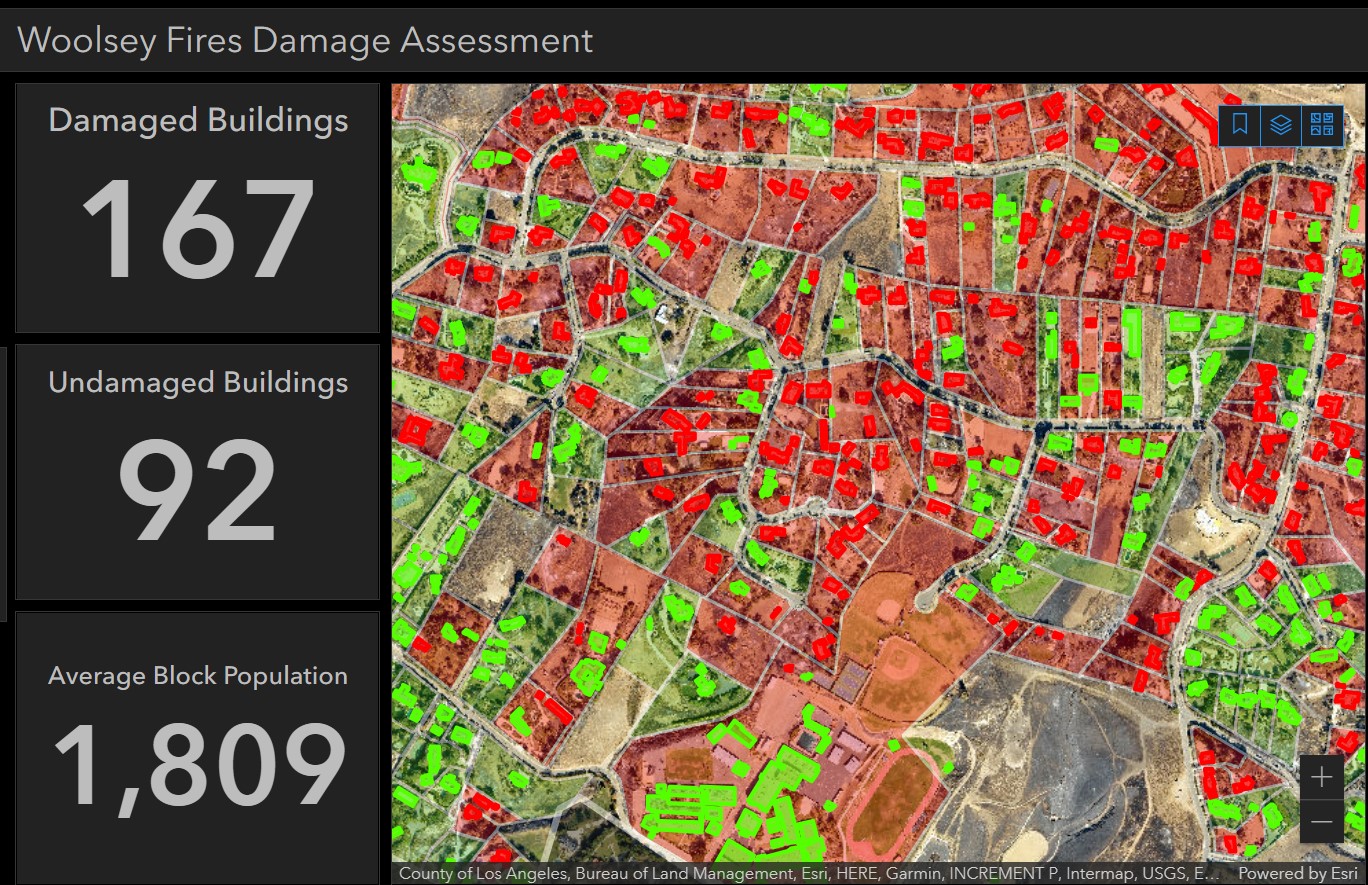 Woolsey Fires Damage Assessment
Damaged Buildings
167
Undamaged Buildings
92
Average Block Population
1,809
County of Los Angeles, Bureau of Land Management, Esri, HERE, Garmin, INCREMENT P, Intermap, USGS, E... Powered by Esri